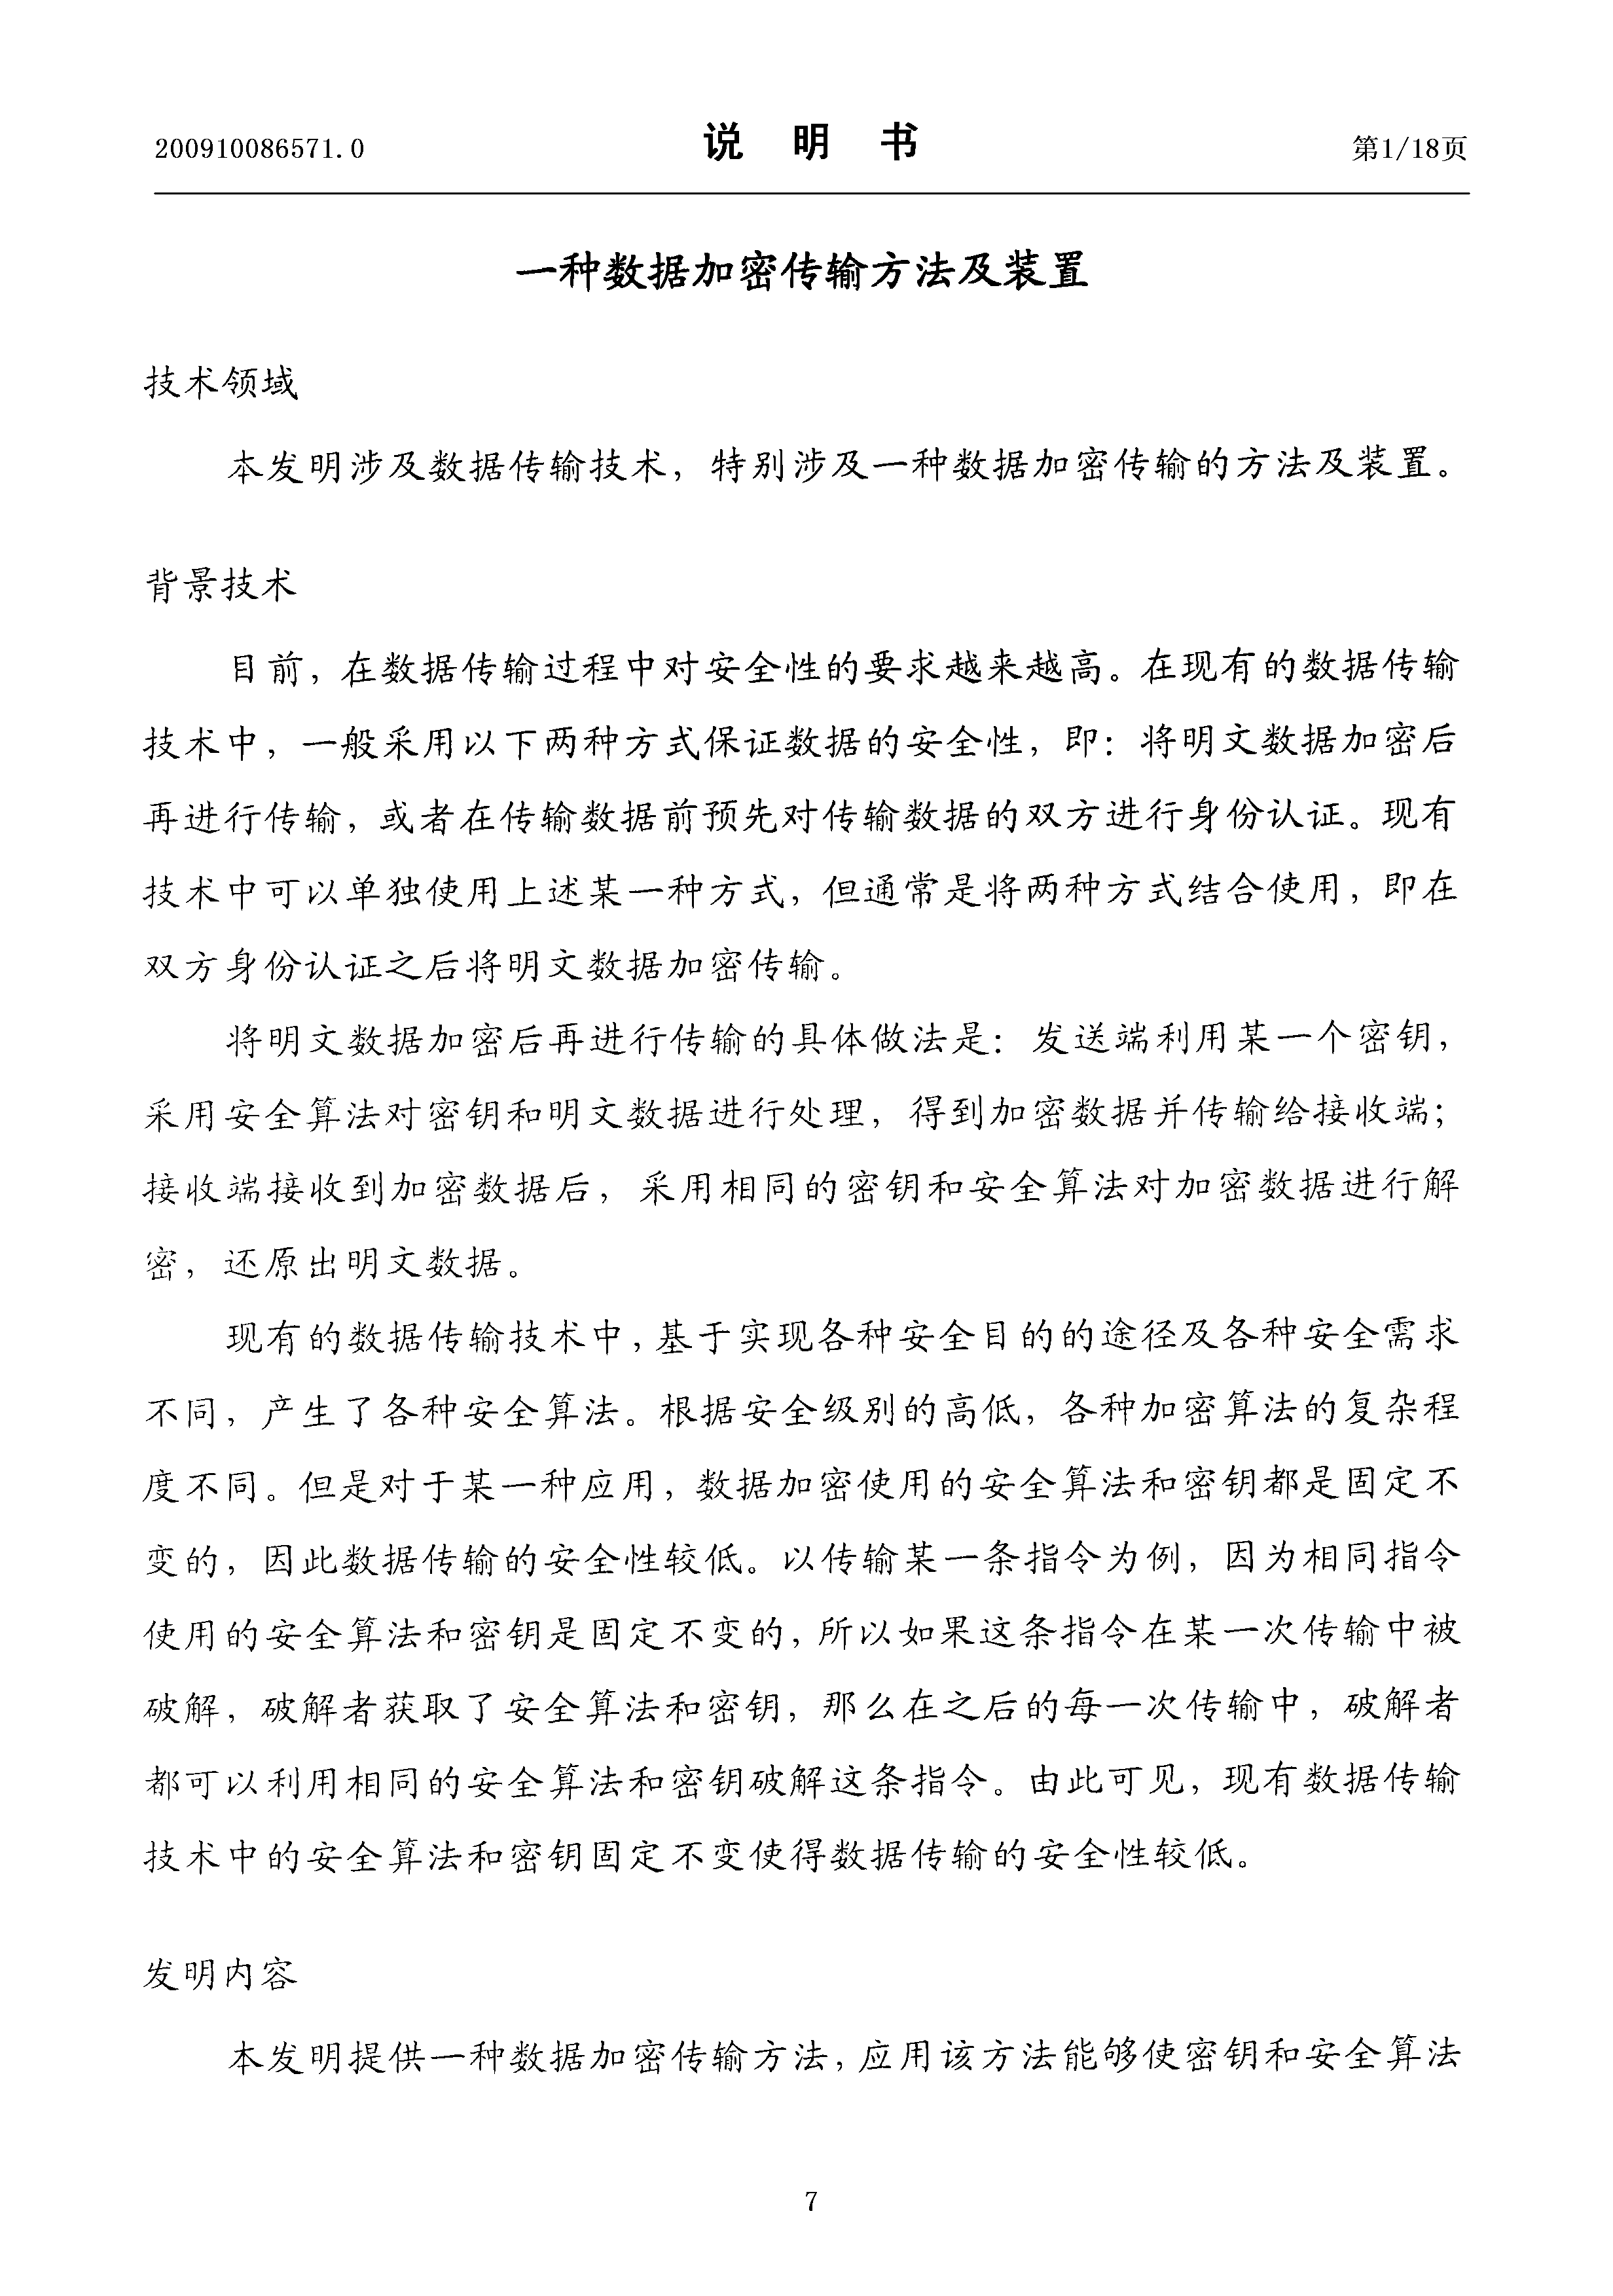 200910086571.0 说 明 书 第1/18页
一种数据加密传输方法及装置
技术领域
本发明涉及数据传输技术，特别涉及一种数据加密传输的方法及装置。
背景技术
目前，在数据传输过程中对安全性的要求越来越高。在现有的数据传输
技术中，一般采用以下两种方式保证数据的安全性，即：将明文数据加密后
再进行传输，或者在传输数据前预先对传输数据的双方进行身份认证。现有
技术中可以单独使用上述某一种方式，但通常是将两种方式结合使用，即在
双方身份认证之后将明文数据加密传输。
将明文数据加密后再进行传输的具体做法是：发送端利用某一个密钥，
采用安全算法对密钥和明文数据进行处理，得到加密数据并传输给接收端；
接收端接收到加密数据后，采用相同的密钥和安全算法对加密数据进行解
密，还原出明文数据。
现有的数据传输技术中，基于实现各种安全目的的途径及各种安全需求
不同，产生了各种安全算法。根据安全级别的高低，各种加密算法的复杂程
度不同。但是对于某一种应用，数据加密使用的安全算法和密钥都是固定不
变的，因此数据传输的安全性较低。以传输某一条指令为例，因为相同指令
使用的安全算法和密钥是固定不变的，所以如果这条指令在某一次传输中被
破解，破解者获取了安全算法和密钥，那么在之后的每一次传输中，破解者
都可以利用相同的安全算法和密钥破解这条指令。由此可见，现有数据传输
技术中的安全算法和密钥固定不变使得数据传输的安全性较低。
发明内容
本发明提供一种数据加密传输方法，应用该方法能够使密钥和安全算法
7